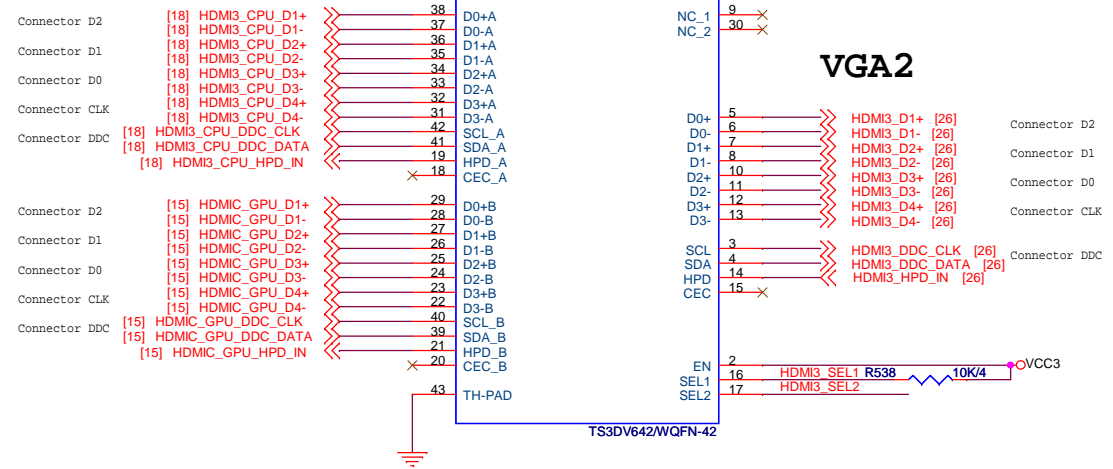 38 D0+A
37 D0-A
36 D1+A
35 D1-A
34 D2+A
33 D2-A
32 D3+A
31 D3-A
42 SCL_A
41 SDA_A
19 HPD_A
18 CEC_A
29 D0+B
28 D0-B
27 D1+B
26 D1-B
25 D2+B
24 D2-B
23 D3+B
22 D3-B
40 SCL_B
39 SDA_B
21 HPD_B
20 CEC_B
43 TH-PAD
[18] HDMI3_CPU_D1+
Connector D2 [18] HDMI3_CPU_D1-
[18] HDMI3_CPU_D2+
Connector D1 [18] HDMI3_CPU_D2-
[18] HDMI3_CPU_D3+
Connector D0 [18] HDMI3_CPU_D3-
[18] HDMI3_CPU_D4+
Connector CLK [18] HDMI3_CPU_D4-
[18] HDMI3_CPU_DDC_CLK
Connector DDC [18] HDMI3_CPU_DDC_DATA
[18] HDMI3_CPU_HPD_IN
[15] HDMIC_GPU_D1+
Connector D2 [15] HDMIC_GPU_D1-
[15] HDMIC_GPU_D2+
Connector D1 [15] HDMIC_GPU_D2-
[15] HDMIC_GPU_D3+
Connector D0 [15] HDMIC_GPU_D3-
[15] HDMIC_GPU_D4+
Connector CLK [15] HDMIC_GPU_D4-
[15] HDMIC_GPU_DDC_CLK
Connector DDC [15] HDMIC_GPU_DDC_DATA
[15] HDMIC_GPU_HPD_IN
NC_1 9
NC_2 30
VGA2
D0+ 5 HDMI3_D1+ [26]
D0- 6 HDMI3_D1- [26] Connector D2
D1+ 7 HDMI3_D2+ [26]
D1- 8 HDMI3_D2- [26] Connector D1
D2+ 10 HDMI3_D3+ [26]
D2- 11 HDMI3_D3- [26] Connector D0
D3+ 12 HDMI3_D4+ [26]
D3- 13 HDMI3_D4- [26] Connector CLK
SCL 3 HDMI3_DDC_CLK [26]
SDA 4 HDMI3_DDC_DATA [26] Connector DDC
HPD 14 HDMI3_HPD_IN [26]
CEC 15
EN 2 VCC3
SEL1 16 HDMI3_SEL1 R538 10K/4
SEL2 17 HDMI3_SEL2
TS3DV642/WQFN-42